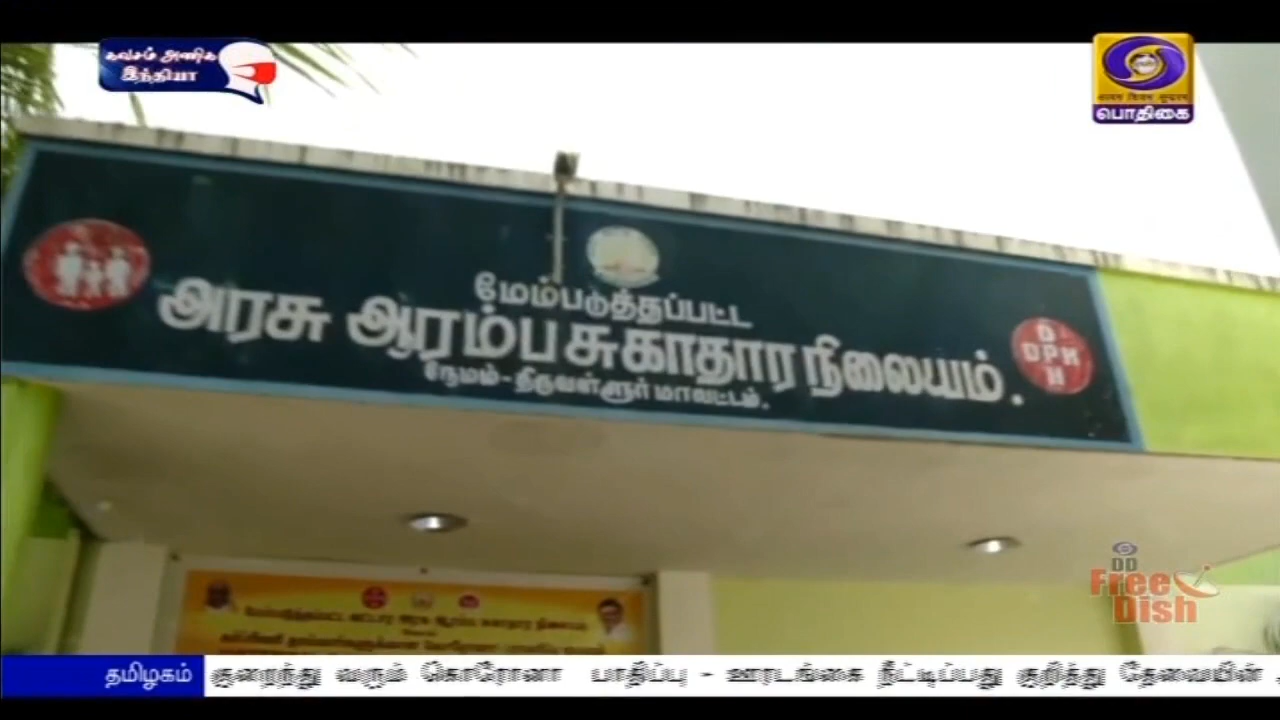 கவசம் அணிக
இந்தியா
பொதிகை
மேம்படுத்தப்பட்ட
அரசு ஆரம்ப சுகாதார நிலையம்.
நேமம் - திருவள்ளூர் மாவட்டம்.
D
DPH
N
DD
Free
Dish
தமிழகம் குறைந்து வரும் கொரோனா பாதிப்பு - ஊரடங்கை நீட்டிப்பது குறித்து தேவையின்